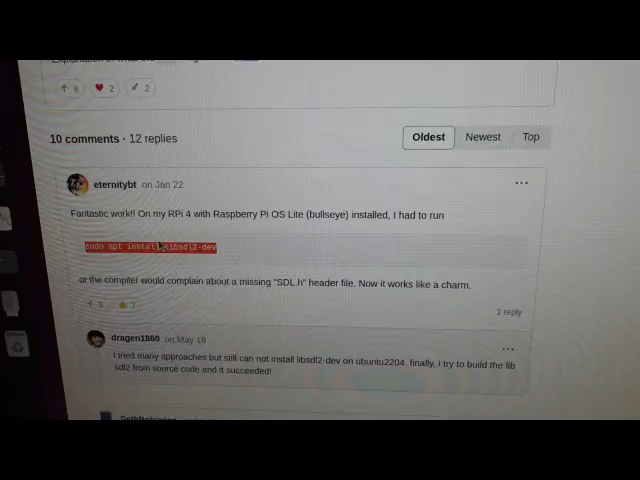 8 2 2
10 comments · 12 replies
Oldest Newest Top
eternitybt on Jan 22
Fantastic work!! On my RPi 4 with Raspberry Pi OS Lite (bullseye) installed, I had to run
sudo apt install libsdl2-dev
or the compiler would complain about a missing "SDL.h" header file. Now it works like a charm.
1 reply
dragen1860 on May 18
I tried many approaches but still can not install libsdl2-dev on ubuntu2204. finally, i try to build the lib
sdl2 from source code and it succeeded!